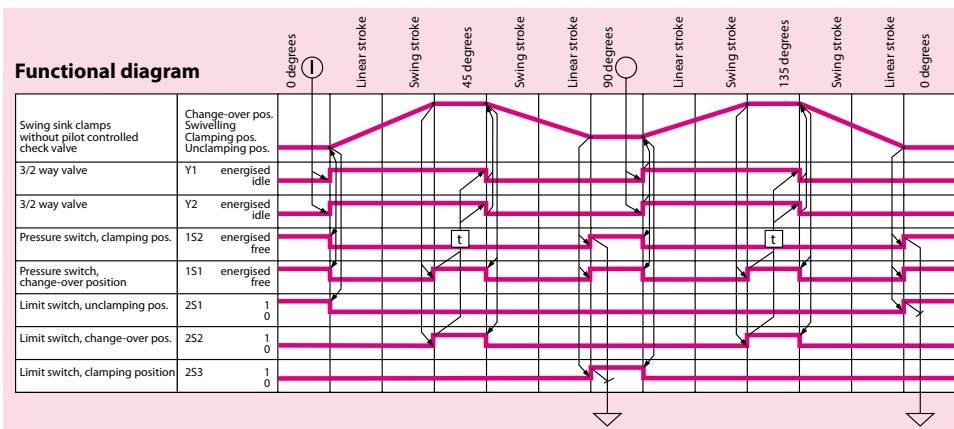 Functional diagram
0 degrees
I
Linear stroke
Swing stroke
45 degrees
Swing stroke
Linear stroke
90 degrees
Linear stroke
Swing stroke
135 degrees
Swing stroke
Linear stroke
0 degrees
Swing sink clamps
without pilot controlled
check valve
Change-over pos.
Swivelling
Clamping pos.
Unclamping pos.
3/2 way valve Y1 energised
idle
3/2 way valve Y2 energised
idle
Pressure switch, clamping pos. 1S2 energised
free
t
t
Pressure switch,
change-over position
1S1 energised
free
Limit switch, unclamping pos. 2S1 1
0
Limit switch, change-over pos. 2S2 1
0
Limit switch, clamping position 2S3 1
0